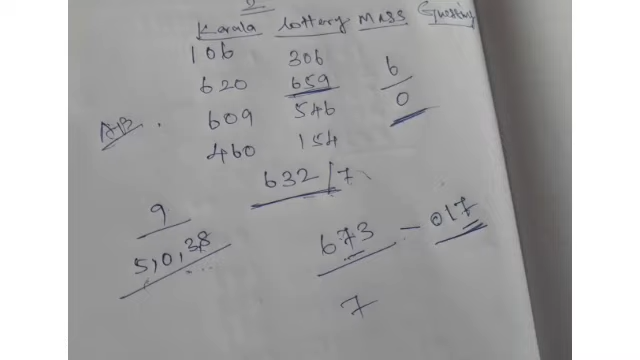 Kerala Lottery Mass Guessing
106 306
620 659 6
AB. 609 546 0
460 154
632/7
9
5,0,38
673 - 017
7